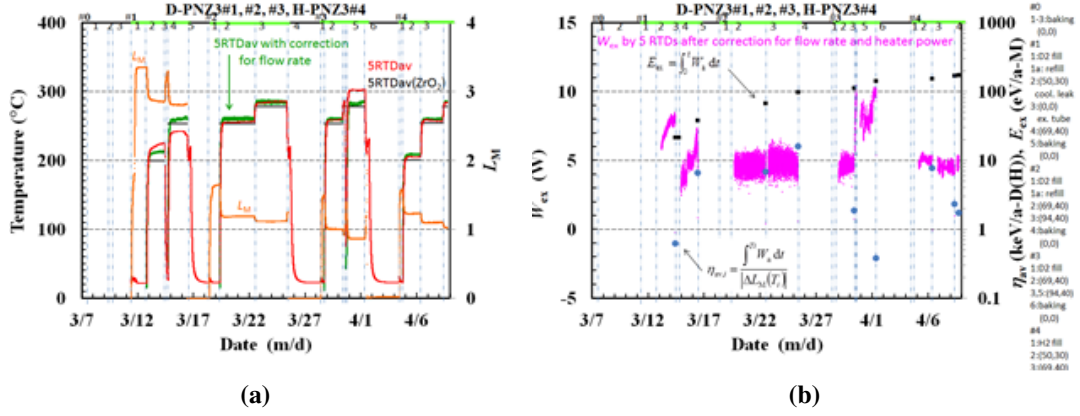 D-PNZ3#1, #2, #3, H-PNZ3#4
#0 #1 #2 #3 #4
5RTDav with correction
for flow rate
5RTDav
5RTDav(ZrO2)
LM
LM
Temperature (°C)
400
300
200
100
0
4
3
2
1
0
LM
3/7 3/12 3/17 3/22 3/27 4/1 4/6
Date (m/d)
(a)
D-PNZ3#1, #2, #3, H-PNZ3#4
#0 #1 #2 #3 #4
Wex by 5 RTDs after correction for flow rate and heater power
Wex (W)
15
10
5
0
-5
1000
100
10
1
0.1
ηav (keV/a-D(H)), Eex (eV/a-M)
3/7 3/12 3/17 3/22 3/27 4/1 4/6
Date (m/d)
(b)
#0
1-3:baking
(0,0)
#1
1:D2 fill
1a: refill
2:(50,30)
cool. leak
3:(0,0)
ex. tube
4:(69,40)
5:baking
(0,0)
#2
1:D2 fill
1a:refill
2:(69,40)
3:(94,40)
4:baking
(0,0)
#3
1:D2 fill
2:(69,40)
3,5:(94,40)
6:baking
(0,0)
#4
1:H2 fill
2:(50,30)
3:(69,40)